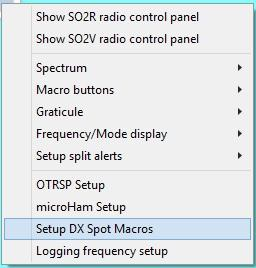 Show SO2R radio control panel
Show SO2V radio control panel
Spectrum
Macro buttons
Graticule
Frequency/Mode display
Setup split alerts
OTRSP Setup
microHam Setup
Setup DX Spot Macros
Logging frequency setup